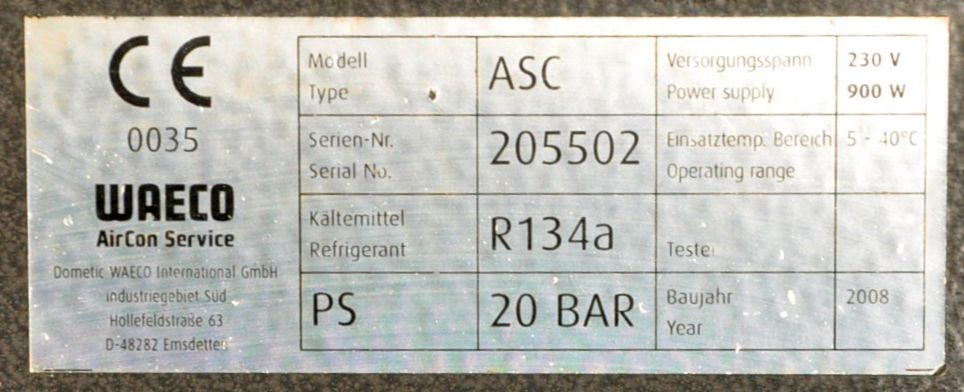 CE
0035
WAECO
AirCon Service
Dometic WAECO International GmbH
Industriegebiet Süd
Hollefeldstraße 63
D-48282 Emsdetten
Modell
Type
ASC
Versorgungsspann
Power supply
230 V
900 W
Serien-Nr.
Serial No.
205502
Einsatztemp. Bereich
Operating range
5 - 40°C
Kältemittel
Refrigerant
R134a
Tester
PS
20 BAR
Baujahr
Year
2008